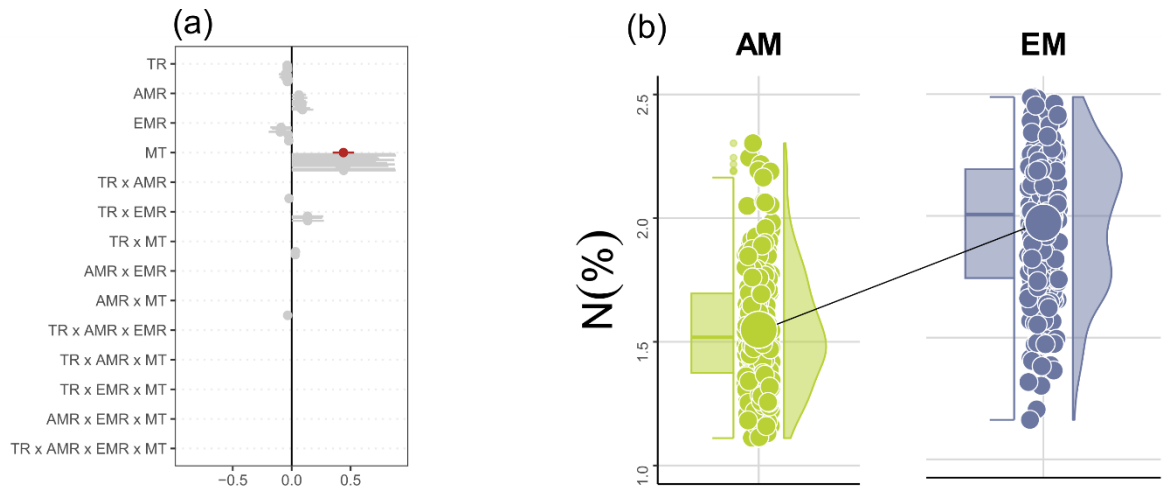 (a)
TR
AMR
EMR
MT
TR x AMR
TR x EMR
TR x MT
AMR x EMR
AMR x MT
TR x AMR x EMR
TR x AMR x MT
TR x EMR x MT
AMR x EMR x MT
TR x AMR x EMR x MT
−0.5 0.0 0.5
(b)
AM EM
N(%)
2.5
2.0
1.5
1.0